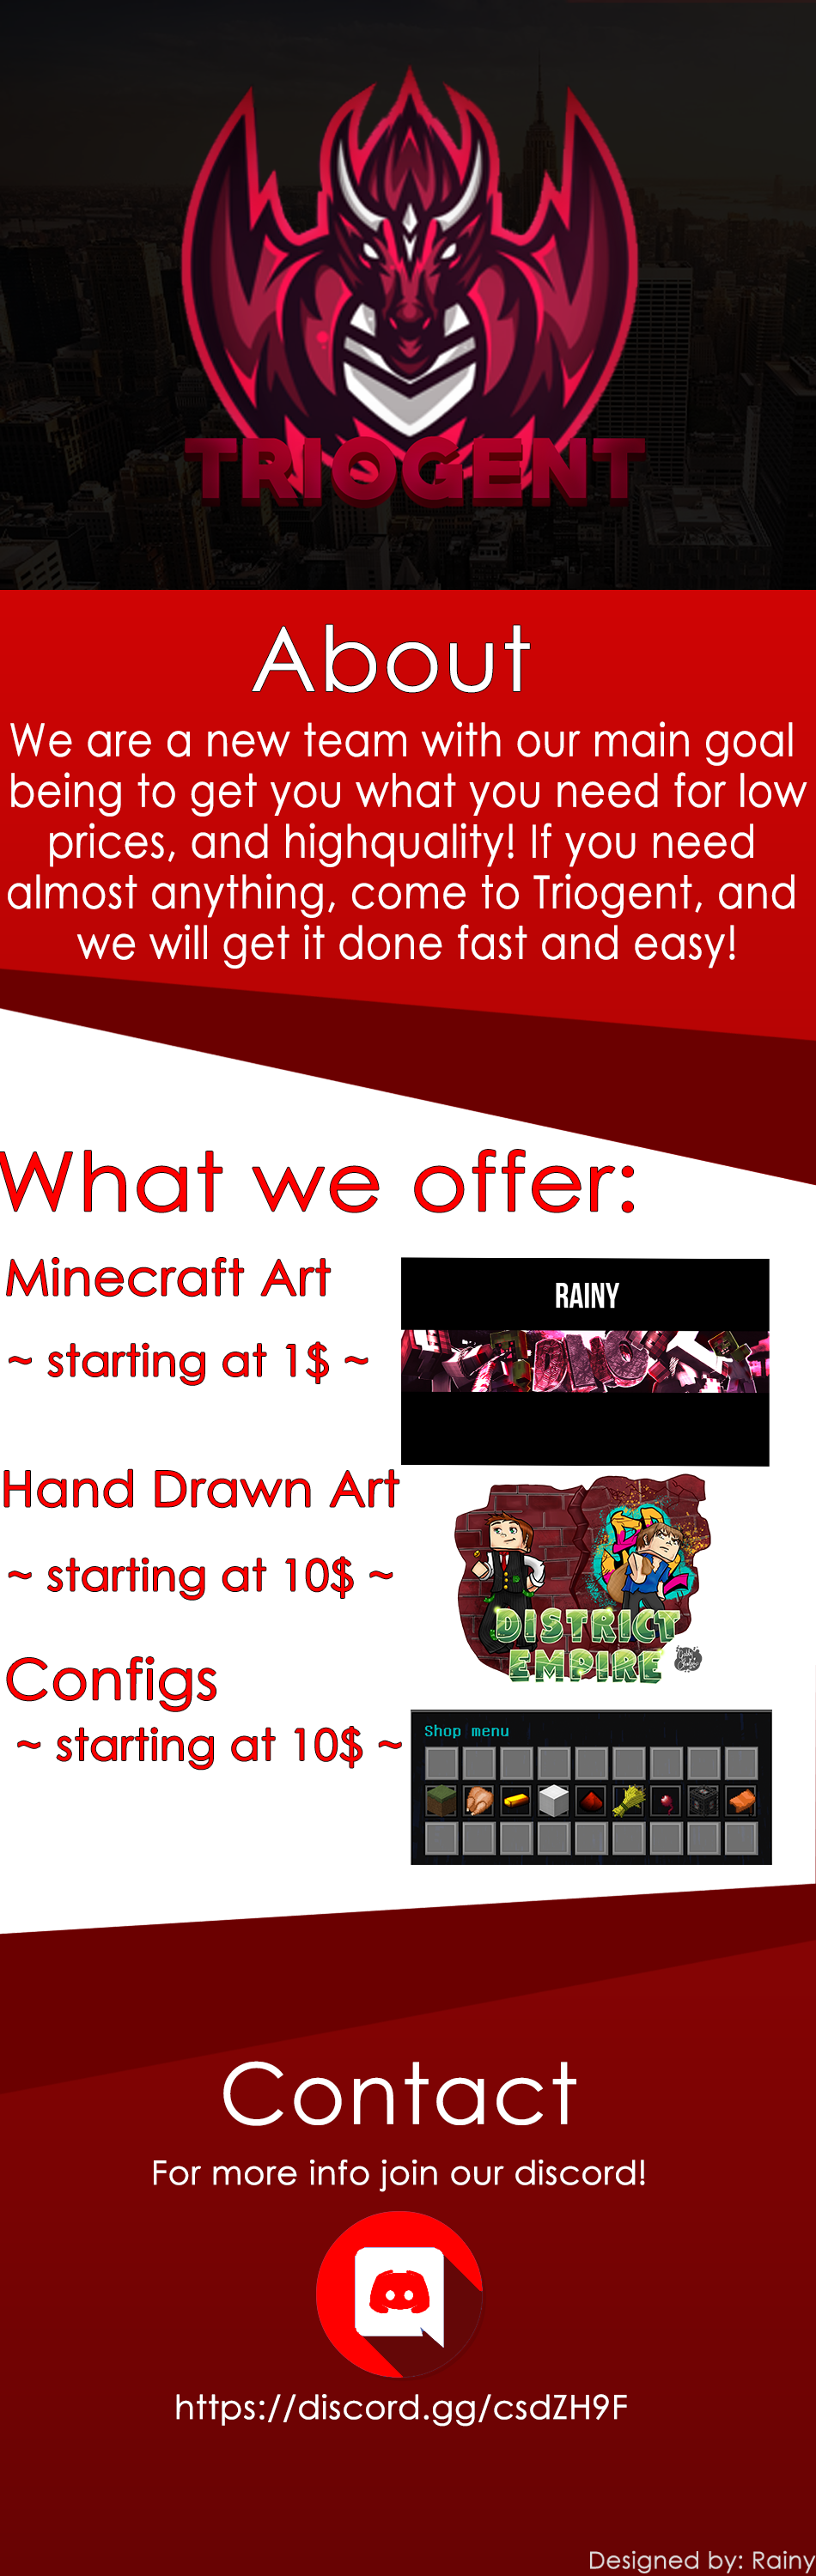 TRIOGENT
About
We are a new team with our main goal
being to get you what you need for low
prices, and highquality! If you need
almost anything, come to Triogent, and
we will get it done fast and easy!
What we offer:
Minecraft Art
~ starting at 1$ ~
RAINY
Hand Drawn Art
~ starting at 10$ ~
DISTRICT
EMPIRE
Configs
~ starting at 10$ ~
Shop menu
Contact
For more info join our discord!
https://discord.gg/csdZH9F
Designed by: Rainy